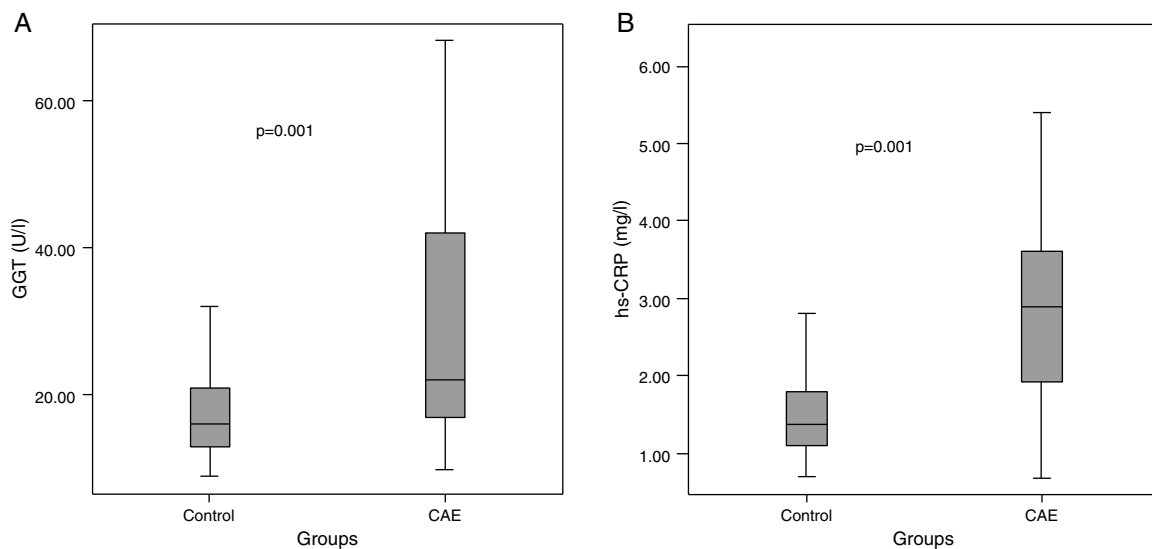 A
60.00
40.00
20.00
GGT (U/l)
p=0.001
Control
CAE
Groups
B
6.00
5.00
4.00
3.00
2.00
1.00
hs-CRP (mg/l)
p=0.001
Control
CAE
Groups